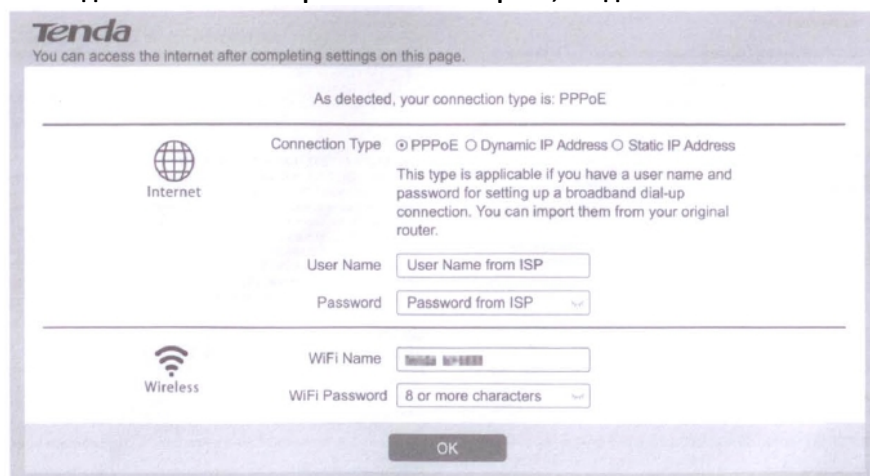 Tenda
You can access the internet after completing settings on this page.
As detected, your connection type is: PPPoE
Connection Type PPPoE Dynamic IP Address Static IP Address
This type is applicable if you have a user name and
password for setting up a broadband dial-up
connection. You can import them from your original
router.
Internet
User Name User Name from ISP
Password Password from ISP
WiFi Name
Wireless
WiFi Password 8 or more characters
OK